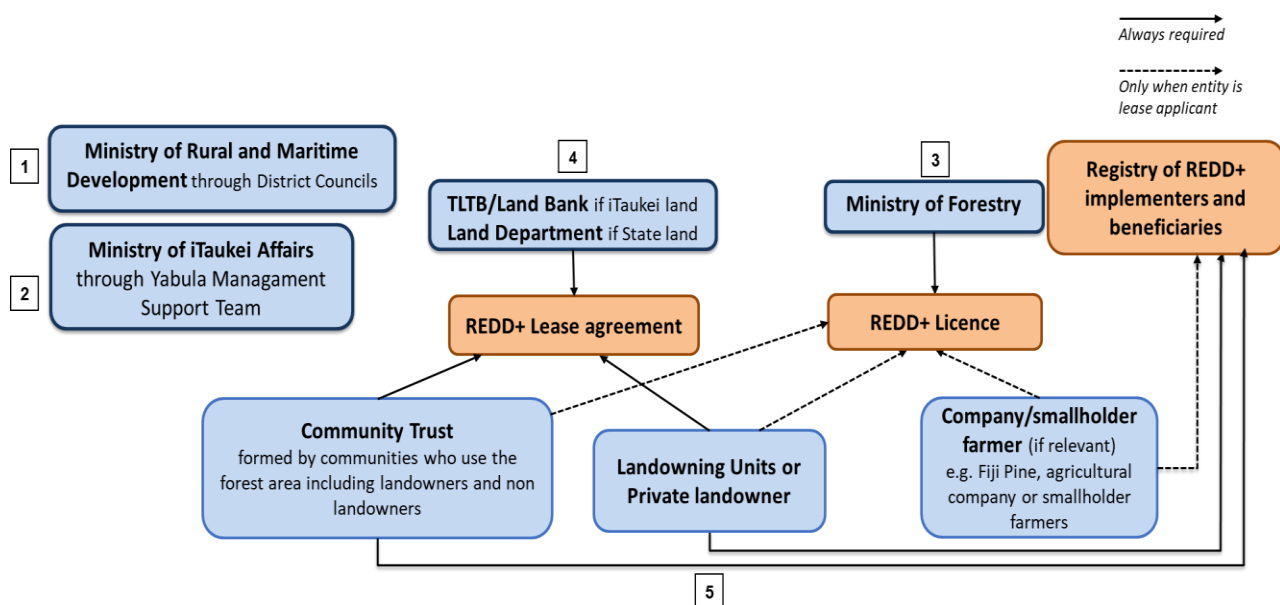 Always required
Only when entity is
lease applicant
1
Ministry of Rural and Maritime
Development through District Councils
2
Ministry of iTaukei Affairs
through Yabula Managament
Support Team
4
TLTB/Land Bank if iTaukei land
Land Department if State land
3
Ministry of Forestry
Registry of REDD+
implementers and
beneficiaries
REDD+ Lease agreement
REDD+ Licence
Community Trust
formed by communities who use the
forest area including landowners and non
landowners
Landowning Units or
Private landowner
Company/smallholder
farmer (if relevant)
e.g. Fiji Pine, agricultural
company or smallholder
farmers
5